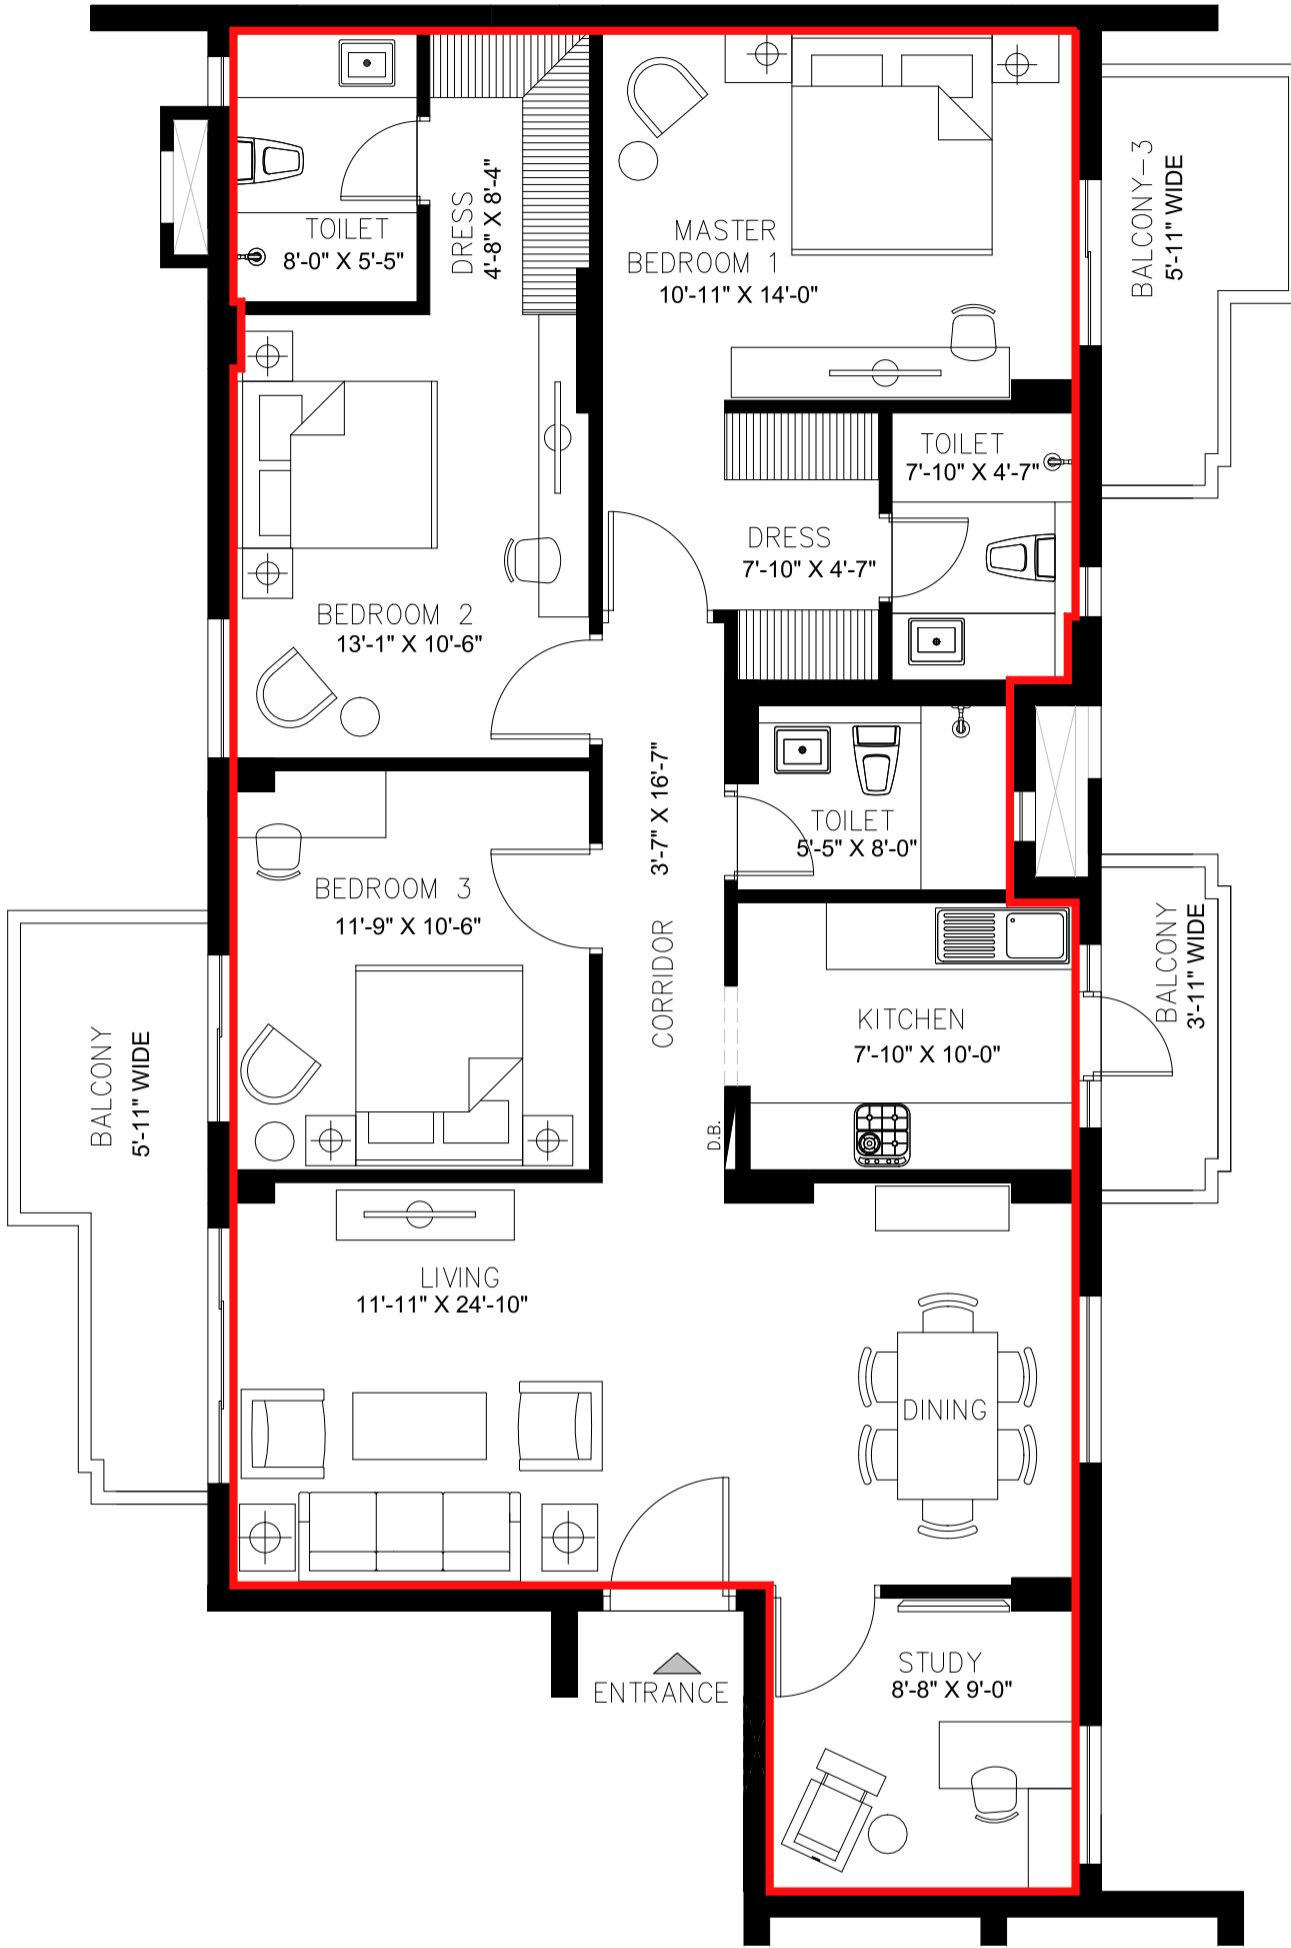 TOILET
8'-0" X 5'-5"
DRESS
4'-8" X 8'-4"
MASTER
BEDROOM 1
10'-11" X 14'-0"
BALCONY-3
5'-11" WIDE
TOILET
7'-10" X 4'-7"
DRESS
7'-10" X 4'-7"
BEDROOM 2
13'-1" X 10'-6"
3'-7" X 16'-7"
CORRIDOR
TOILET
5'-5" X 8'-0"
BEDROOM 3
11'-9" X 10'-6"
BALCONY
3'-11" WIDE
KITCHEN
7'-10" X 10'-0"
BALCONY
5'-11" WIDE
D.B.
LIVING
11'-11" X 24'-10"
DINING
STUDY
8'-8" X 9'-0"
ENTRANCE